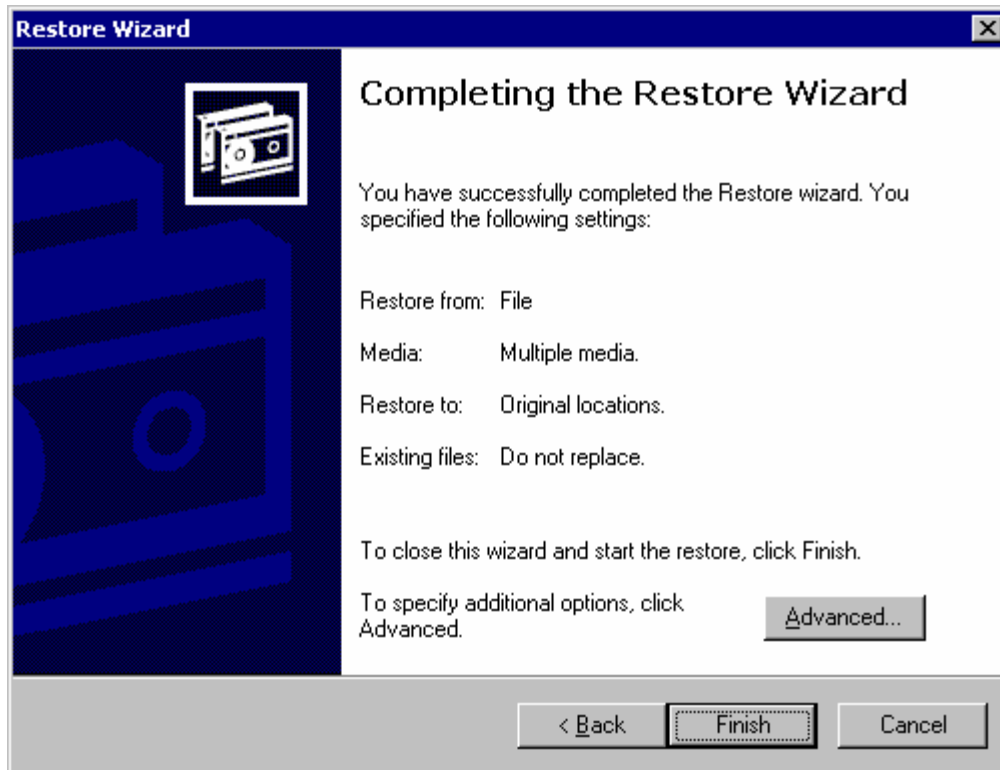 Restore Wizard
Completing the Restore Wizard
You have successfully completed the Restore wizard. You
specified the following settings:
Restore from: File
Media: Multiple media.
Restore to: Original locations.
Existing files: Do not replace.
To close this wizard and start the restore, click Finish.
To specify additional options, click
Advanced.
Advanced...
< Back Finish Cancel